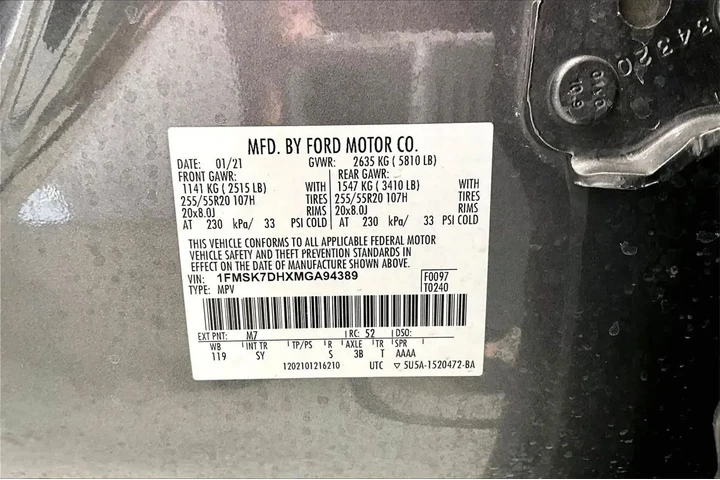 34320
MFD. BY FORD MOTOR CO.
DATE: 01/21 GVWR: 2635 KG ( 5810 LB)
FRONT GAWR: REAR GAWR:
1141 KG ( 2515 LB) WITH 1547 KG ( 3410 LB) WITH
255/55R20 107H TIRES 255/55R20 107H TIRES
20x8.0J RIMS 20x8.0J RIMS
AT 230 kPa/ 33 PSI COLD AT 230 kPa/ 33 PSI COLD
THIS VEHICLE CONFORMS TO ALL APPLICABLE FEDERAL MOTOR
VEHICLE SAFETY AND THEFT PREVENTION STANDARDS IN
EFFECT ON THE DATE OF MANUFACTURE SHOWN ABOVE.
VIN: 1FMSK7DHXMGA94389 F0097
TYPE: MPV T0240
EXT PNT: M7 RC: 52 DSO:
WB INT TR TP/PS R AXLE TR SPR
119 SY S 3B T AAAA
1202101216210 UTC ▽ 5U5A-1520472-BA